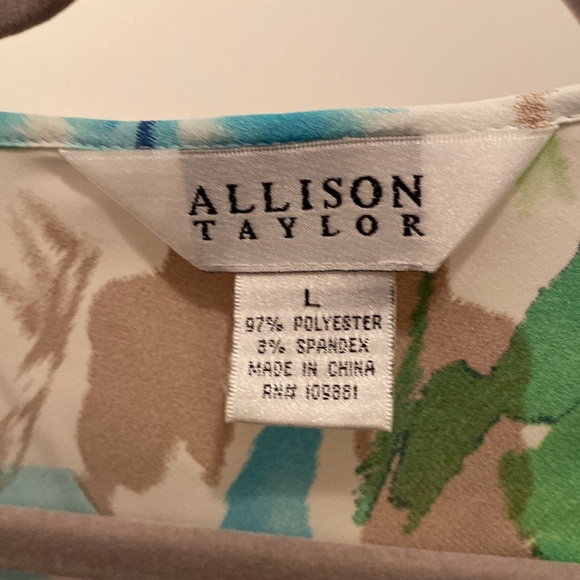 ALLISON
TAYLOR
L
97% POLYESTER
3% SPANDEX
MADE IN CHINA
RN# 109881